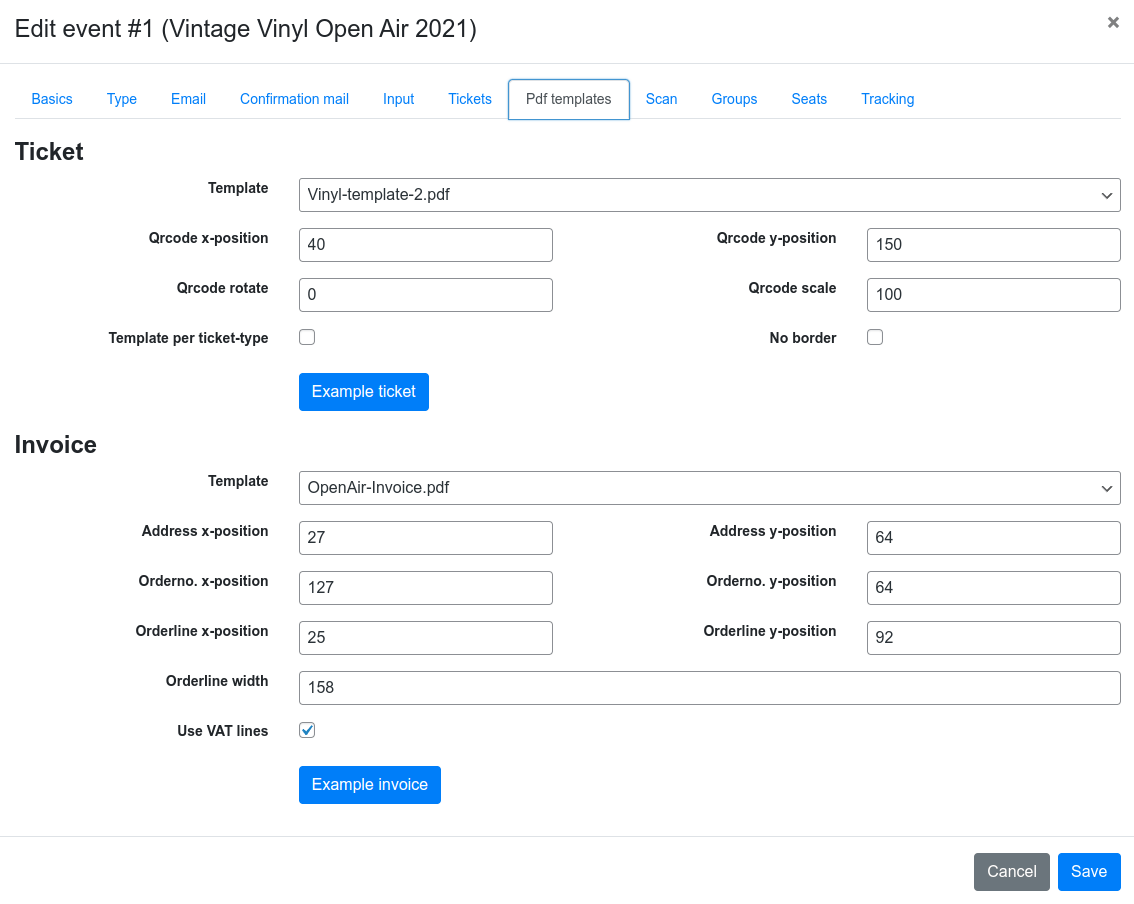 Edit event #1 (Vintage Vinyl Open Air 2021)
×
Basics Type Email Confirmation mail Input Tickets Pdf templates Scan Groups Seats Tracking
Ticket
Template Vinyl-template-2.pdf
Qrcode x-position 40 Qrcode y-position 150
Qrcode rotate 0 Qrcode scale 100
Template per ticket-type No border
Example ticket
Invoice
Template OpenAir-Invoice.pdf
Address x-position 27 Address y-position 64
Orderno. x-position 127 Orderno. y-position 64
Orderline x-position 25 Orderline y-position 92
Orderline width 158
Use VAT lines
Example invoice
Cancel Save